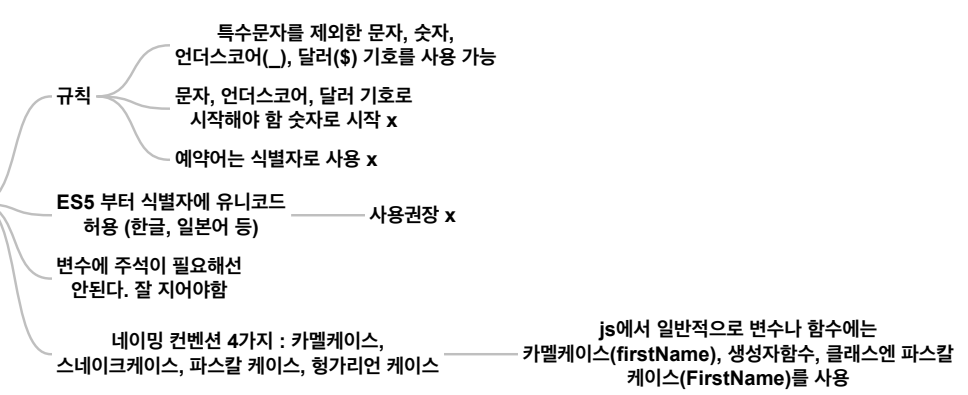 특수문자를 제외한 문자, 숫자,
언더스코어(_), 달러($) 기호를 사용 가능
규칙
문자, 언더스코어, 달러 기호로
시작해야 함 숫자로 시작 x
예약어는 식별자로 사용 x
ES5 부터 식별자에 유니코드
허용 (한글, 일본어 등)
사용권장 x
변수에 주석이 필요해선
안된다. 잘 지어야함
네이밍 컨벤션 4가지 : 카멜케이스,
스네이크케이스, 파스칼 케이스, 헝가리언 케이스
js에서 일반적으로 변수나 함수에는
카멜케이스(firstName), 생성자함수, 클래스엔 파스칼
케이스(FirstName)를 사용